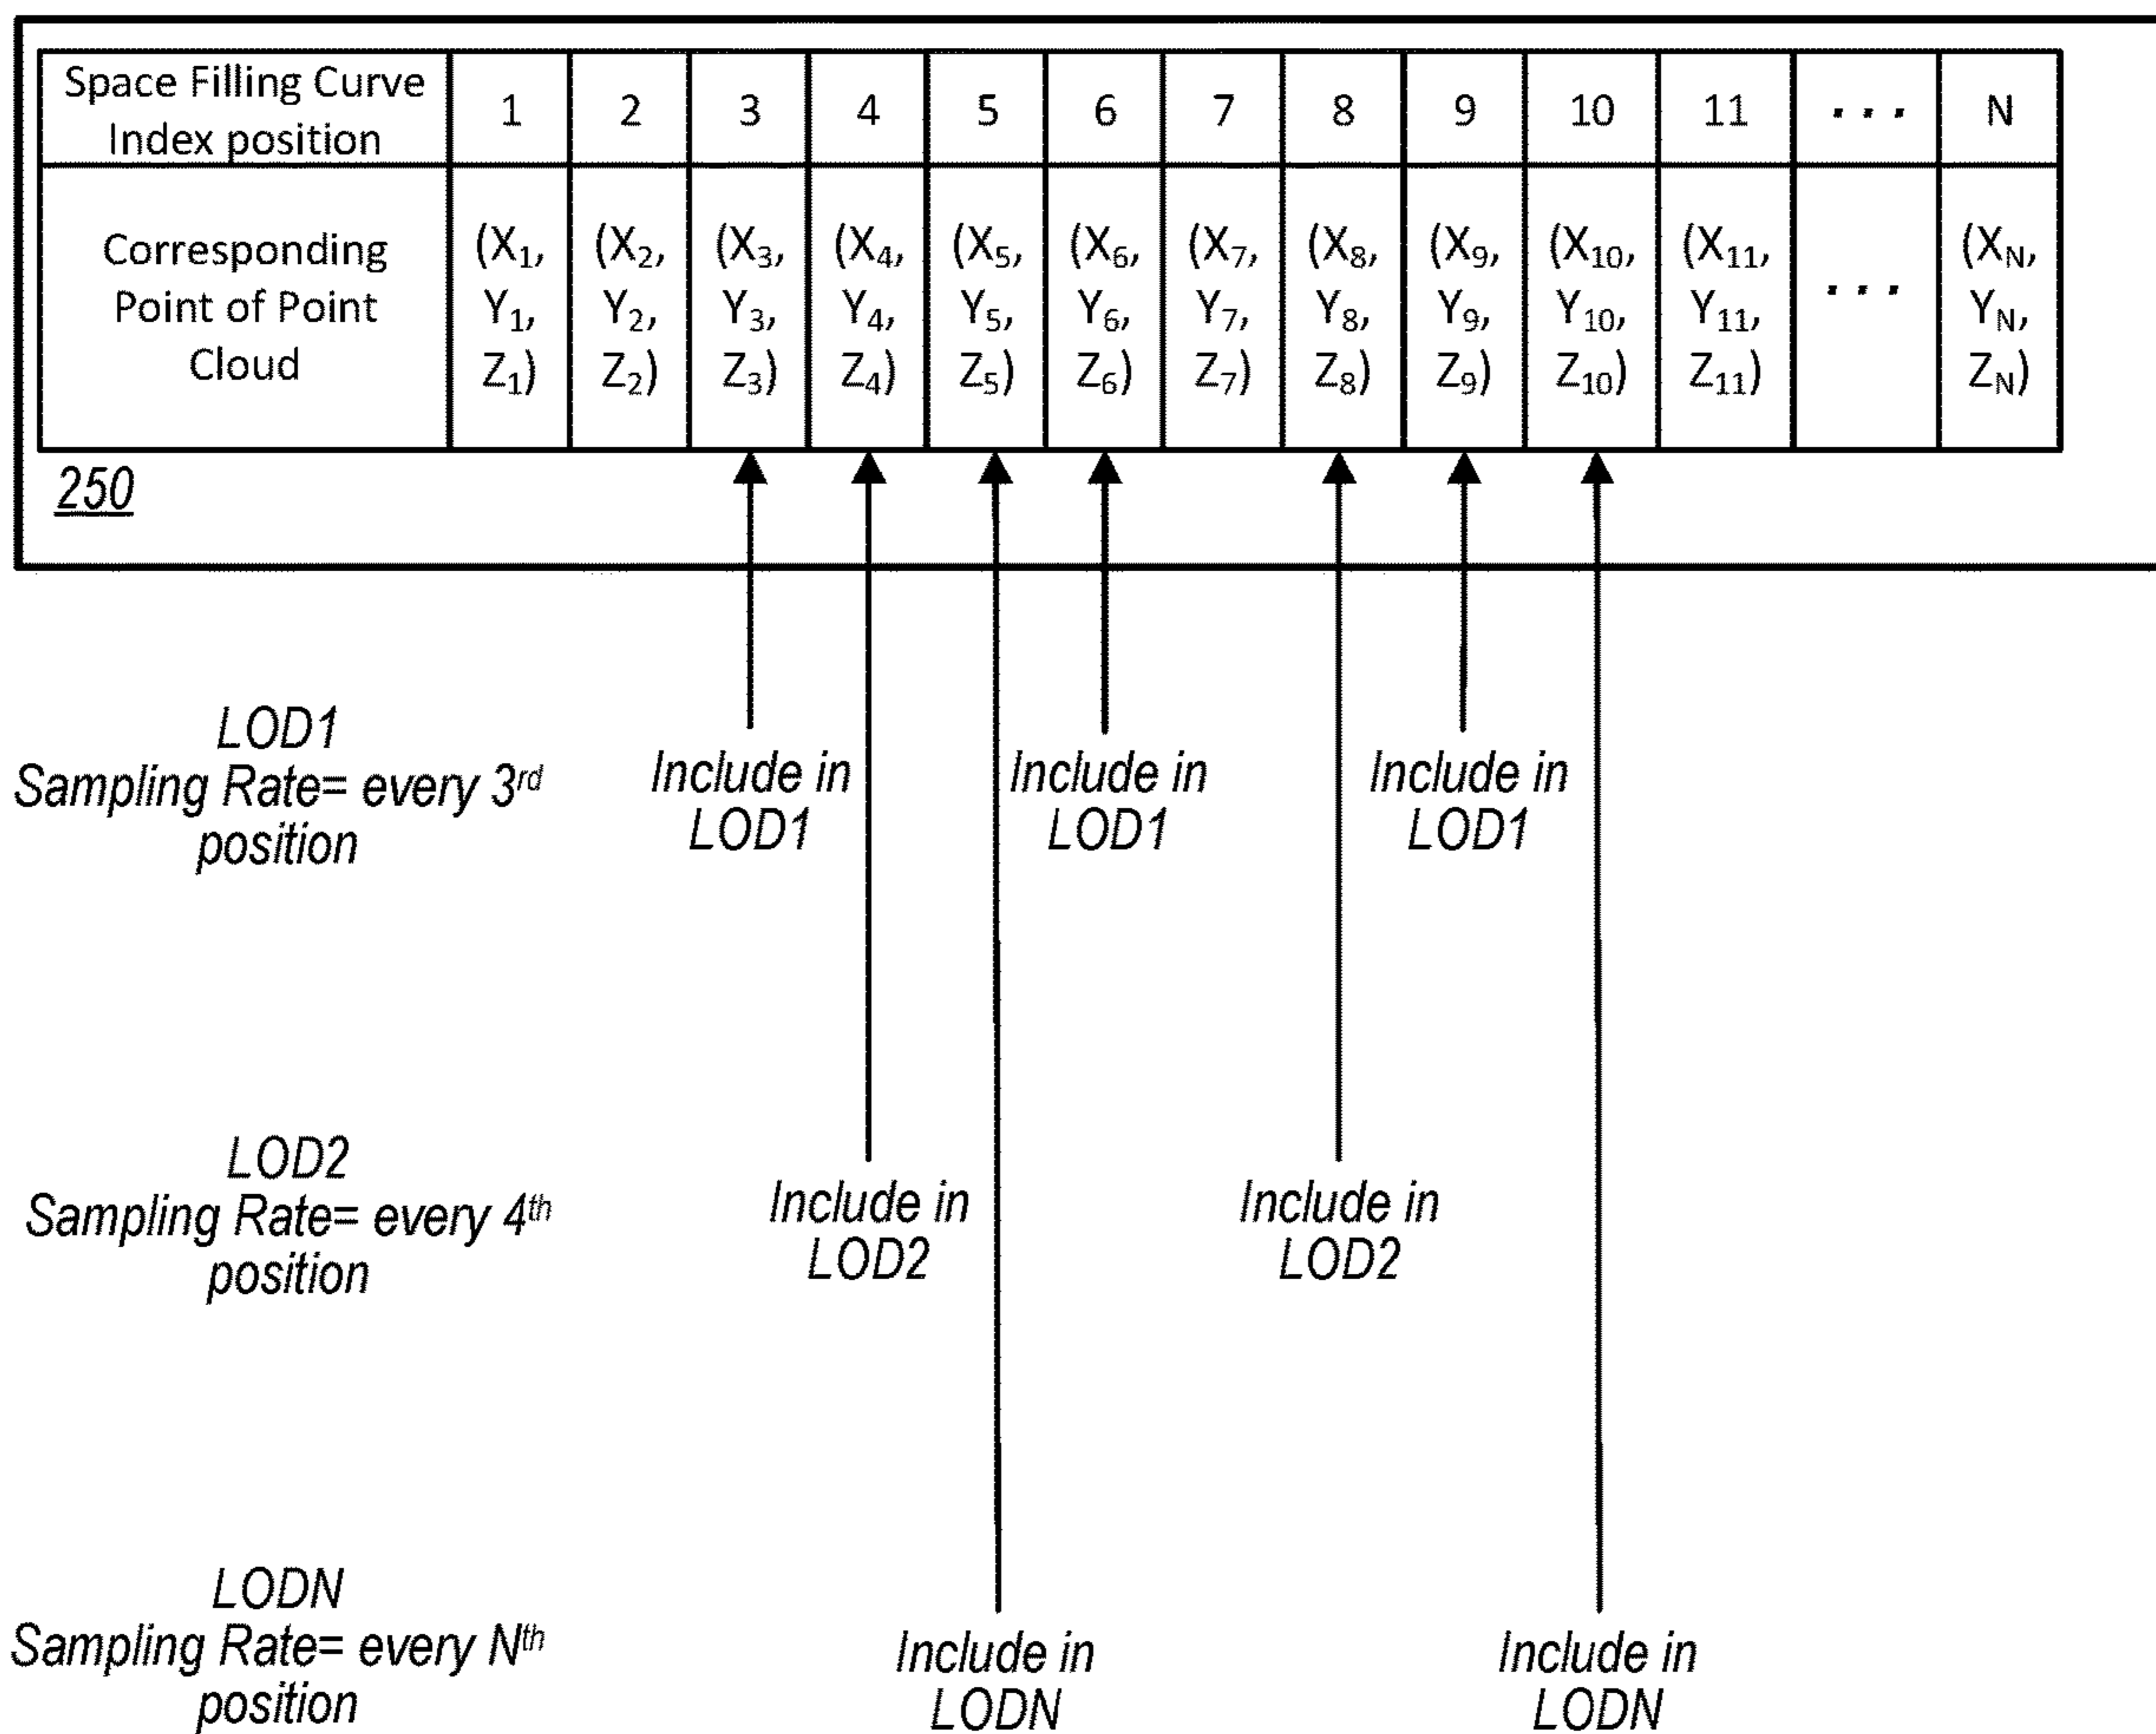 Space Filling Curve Index position 1 2 3 4 5 6 7 8 9 10 11 ... N
Corresponding Point of Point Cloud (X₁, Y₁, Z₁) (X₂, Y₂, Z₂) (X₃, Y₃, Z₃) (X₄, Y₄, Z₄) (X₅, Y₅, Z₅) (X₆, Y₆, Z₆) (X₇, Y₇, Z₇) (X₈, Y₈, Z₈) (X₉, Y₉, Z₉) (X₁₀, Y₁₀, Z₁₀) (X₁₁, Y₁₁, Z₁₁) ... (X_N, Y_N, Z_N)
250
LOD1
Sampling Rate= every 3rd
position
Include in
LOD1
Include in
LOD1
Include in
LOD1
LOD2
Sampling Rate= every 4th
position
Include in
LOD2
Include in
LOD2
LODN
Sampling Rate= every Nth
position
Include in
LODN
Include in
LODN